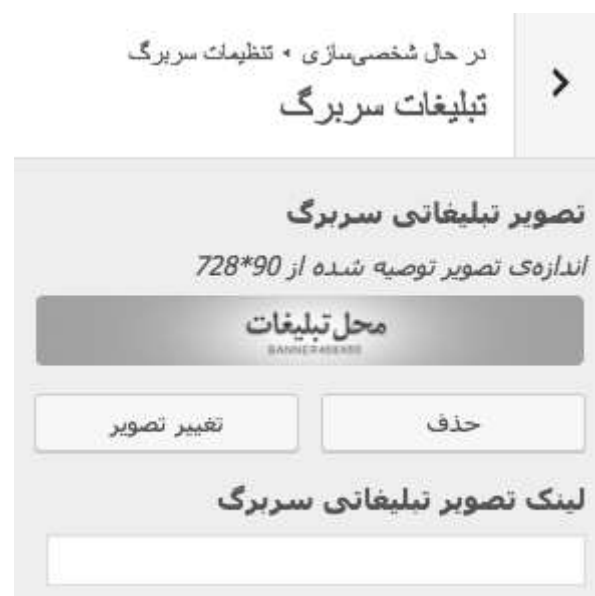 در حال شخصی‌سازی ▸ تنظیمات سربرگ
تبلیغات سربرگ
تصویر تبلیغاتی سربرگ
اندازه‌ی تصویر توصیه شده از 90*728
محل تبلیغات
BANNER468X60
حذف
تغییر تصویر
لینک تصویر تبلیغاتی سربرگ